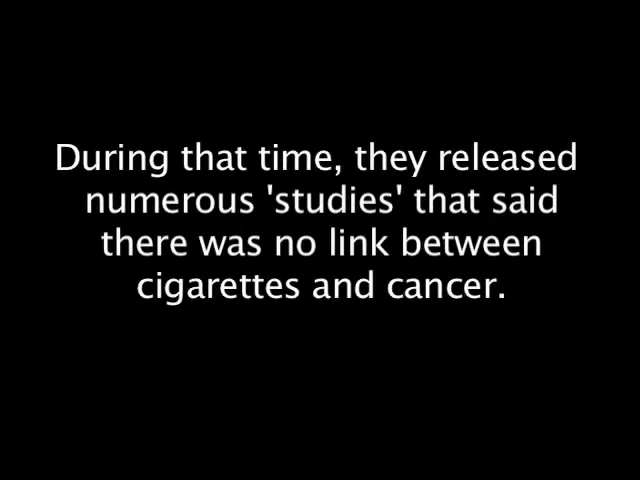 During that time, they released
numerous 'studies' that said
there was no link between
cigarettes and cancer.